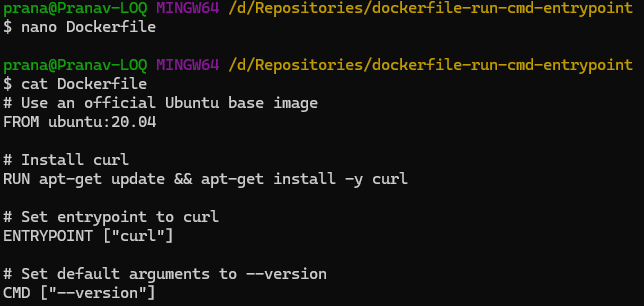 prana@Pranav-LOQ MINGW64 /d/Repositories/dockerfile-run-cmd-entrypoint
$ nano Dockerfile
prana@Pranav-LOQ MINGW64 /d/Repositories/dockerfile-run-cmd-entrypoint
$ cat Dockerfile
# Use an official Ubuntu base image
FROM ubuntu:20.04
# Install curl
RUN apt-get update && apt-get install -y curl
# Set entrypoint to curl
ENTRYPOINT ["curl"]
# Set default arguments to --version
CMD ["--version"]